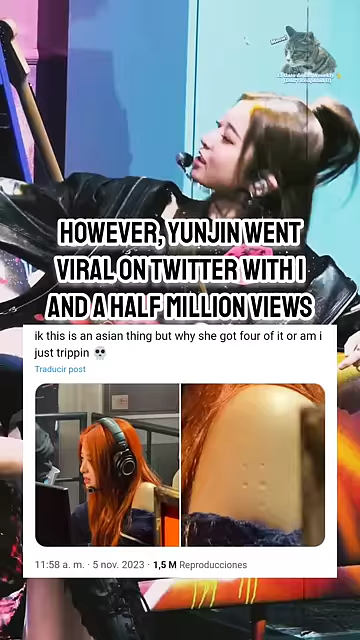 HOWEVER, YUNJIN WENT
VIRAL ON TWITTER WITH 1
AND A HALF MILLION VIEWS
ik this is an asian thing but why she got four of it or am i
just trippin 💀
Traducir post
11:58 a. m. · 5 nov. 2023 · 1,5 M Reproducciones